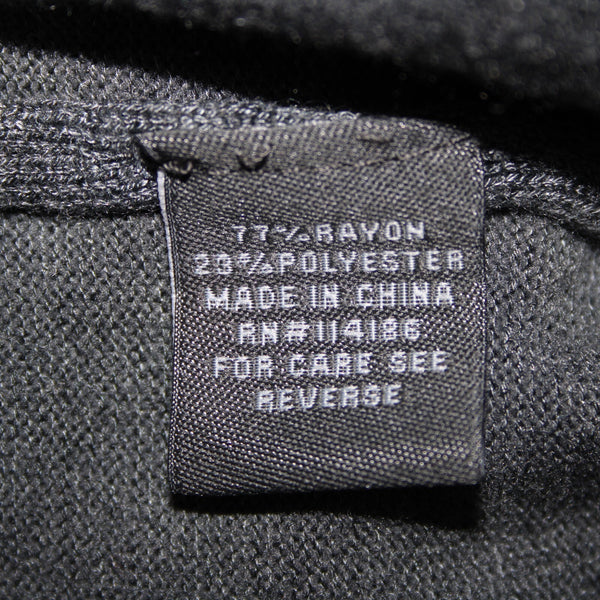 77% RAYON
23% POLYESTER
MADE IN CHINA
RN#114186
FOR CARE SEE
REVERSE